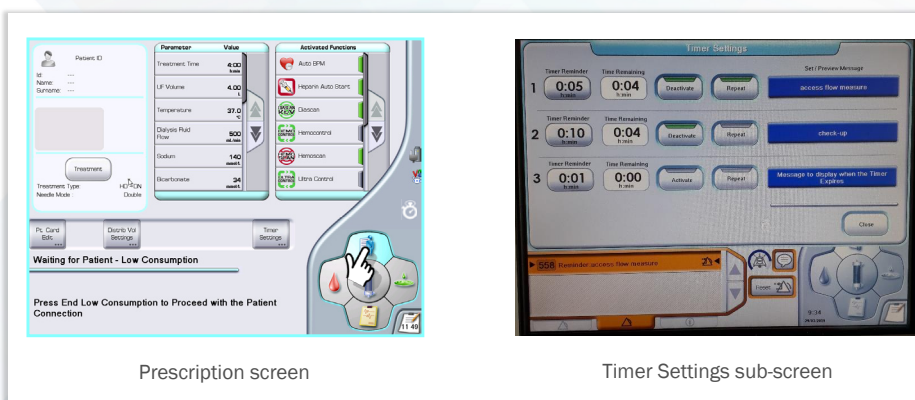 Patient ID
Id: ---
Name: ---
Surname: ---
Treatment
Treatment Type: HD - ON
Needle Mode : Double
Parameter Value
Treatment Time 4:00 h:min
UF Volume 4.00 L
Temperature 37.0 °C
Dialysis Fluid Flow 500 mL/min
Sodium 140 mmol/L
Bicarbonate 34 mmol/L
Activated Functions
Auto BPM
Heparin Auto Start
Diascan
Hemocontrol
Hemoscan
Ultra Control
Pt. Card Edit ...
Distrib Vol Settings ...
Timer Settings ...
Waiting for Patient - Low Consumption
Press End Low Consumption to Proceed with the Patient Connection
11:49
Prescription screen
Timer Settings
Timer Reminder Time Remaining Set / Preview Message
1 0:05 h:min 0:04 h:min Deactivate Repeat access flow measure
2 0:10 h:min 0:04 h:min Deactivate Repeat check-up
Timer Reminder Time Remaining
3 0:01 h:min 0:00 h:min Activate Repeat Message to display when the Timer Expires
Close
558 Reminder access flow measure
Reset
9:34
Timer Settings sub-screen